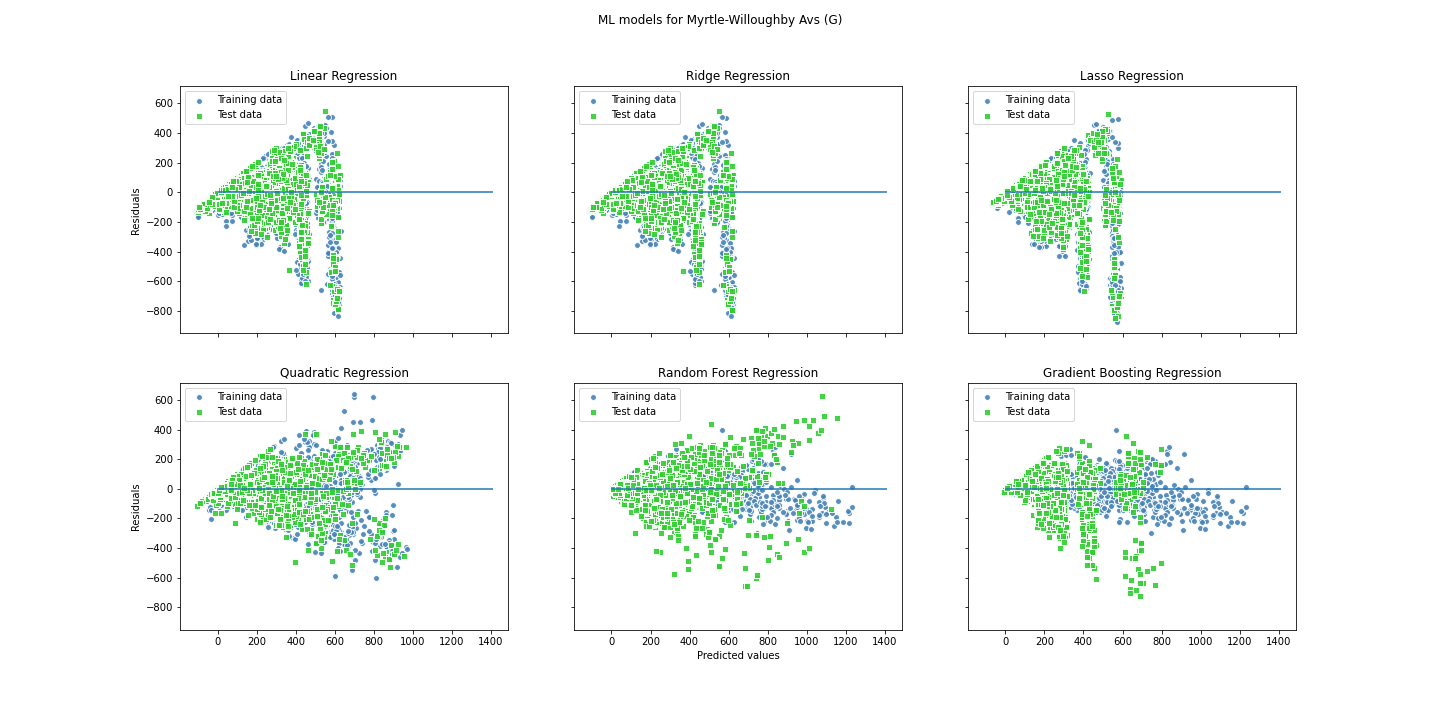 ML models for Myrtle-Willoughby Avs (G)
Linear Regression
Ridge Regression
Lasso Regression
Training data
Test data
Training data
Test data
Training data
Test data
600
400
200
0
−200
−400
−600
−800
Residuals
Quadratic Regression
Random Forest Regression
Gradient Boosting Regression
Training data
Test data
Training data
Test data
Training data
Test data
600
400
200
0
−200
−400
−600
−800
Residuals
0 200 400 600 800 1000 1200 1400
0 200 400 600 800 1000 1200 1400
0 200 400 600 800 1000 1200 1400
Predicted values